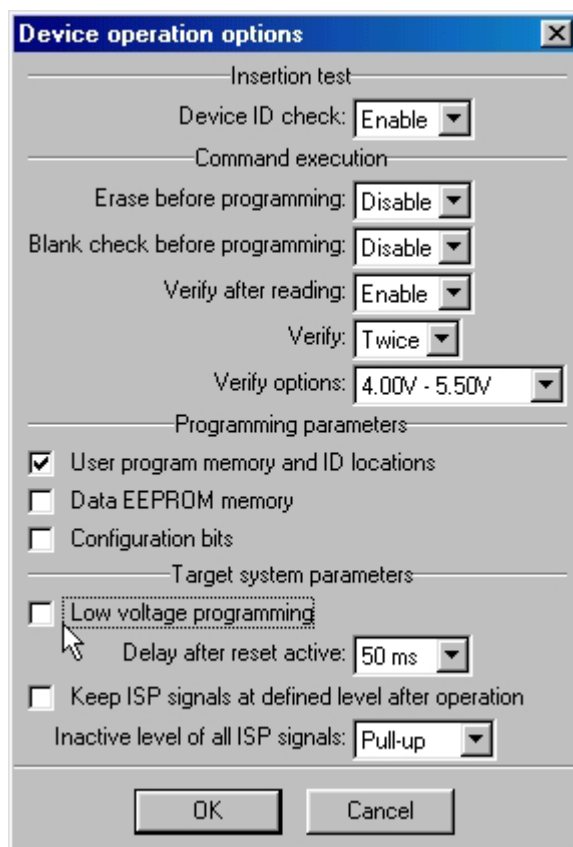 Device operation options
Insertion test
Device ID check: Enable
Command execution
Erase before programming: Disable
Blank check before programming: Disable
Verify after reading: Enable
Verify: Twice
Verify options: 4.00V - 5.50V
Programming parameters
User program memory and ID locations
Data EEPROM memory
Configuration bits
Target system parameters
Low voltage programming
Delay after reset active: 50 ms
Keep ISP signals at defined level after operation
Inactive level of all ISP signals: Pull-up
OK Cancel